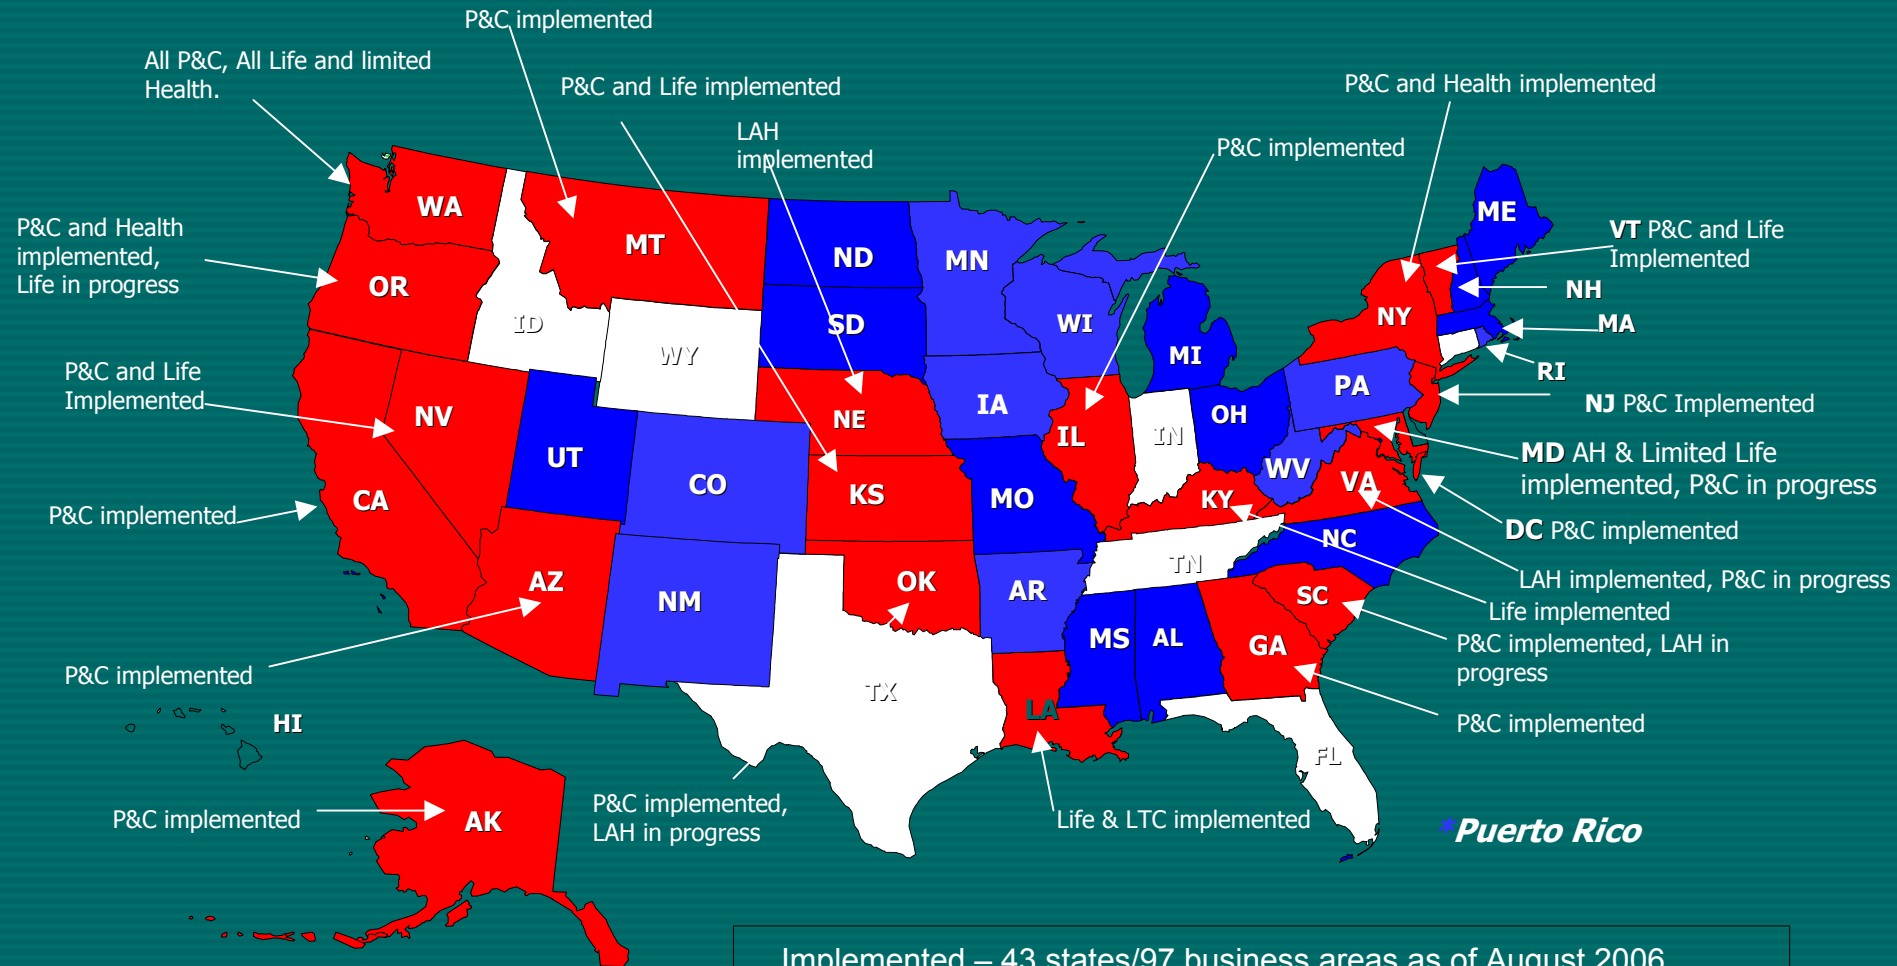 P&C implemented
All P&C, All Life and limited
Health.
P&C and Life implemented
P&C and Health implemented
LAH
implemented
P&C implemented
WA
ME
P&C and Health
implemented,
Life in progress
VT P&C and Life
Implemented
MT
ND
MN
OR
NH
ID
SD
WI
NY
MA
WY
MI
RI
P&C and Life
Implemented
PA
NV
NE
IA
OH
NJ P&C Implemented
IL
IN
MD AH & Limited Life
implemented, P&C in progress
UT
CO
WV
VA
CA
KS
MO
KY
P&C implemented
DC P&C implemented
NC
TN
AZ
OK
AR
LAH implemented, P&C in progress
NM
SC
Life implemented
MS
AL
GA
P&C implemented, LAH in
progress
P&C implemented
TX
LA
HI
P&C implemented
FL
P&C implemented,
LAH in progress
AK
P&C implemented
Life & LTC implemented
*Puerto Rico
Implemented – 43 states/97 business areas as of August 2006